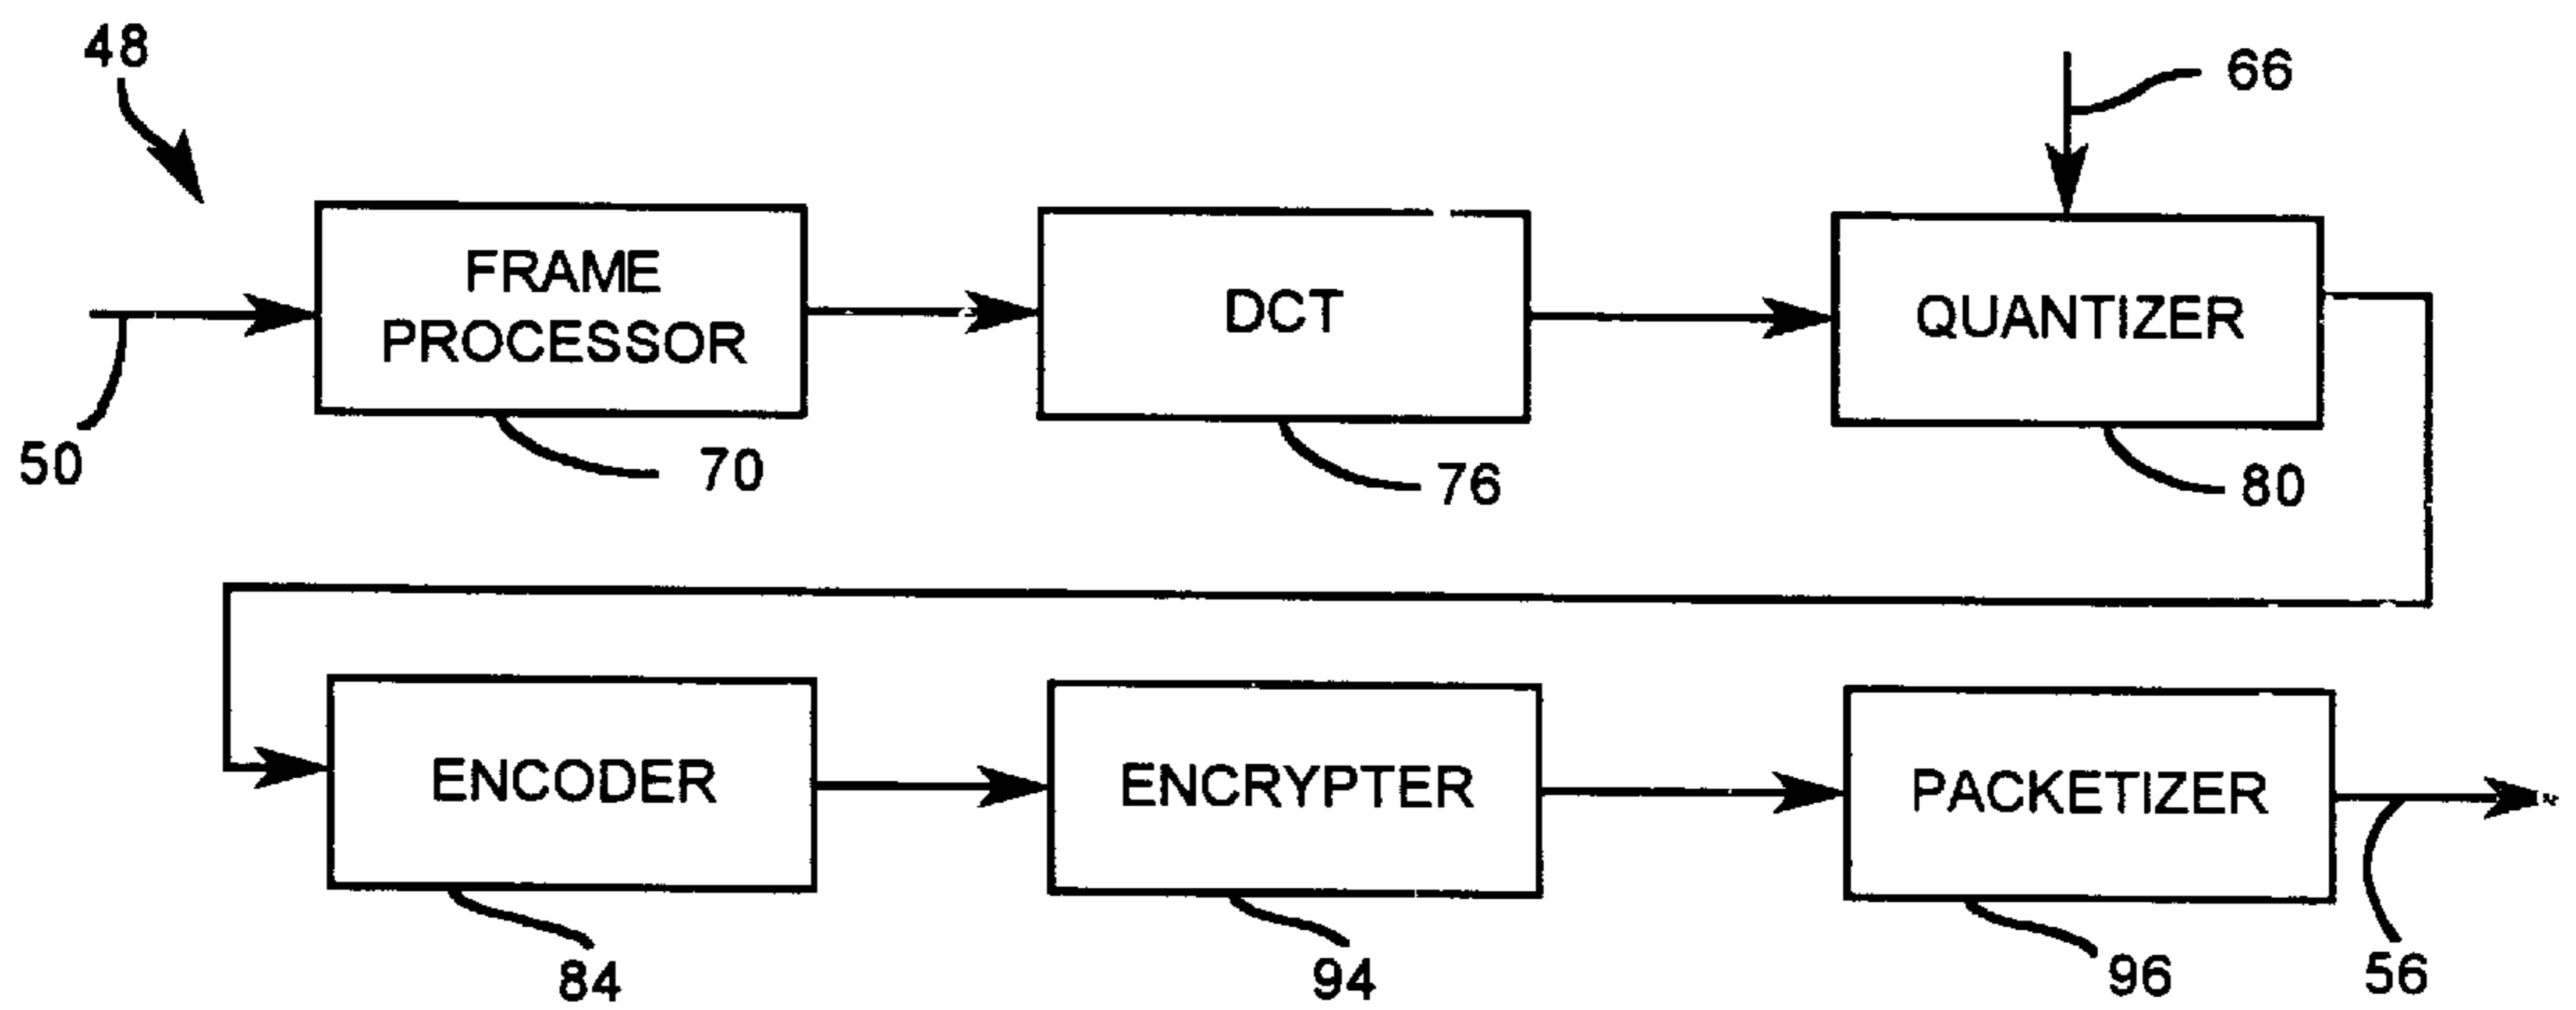 48
66
FRAME
PROCESSOR
DCT
QUANTIZER
50
70
76
80
ENCODER
ENCRYPTER
PACKETIZER
84
94
96
56